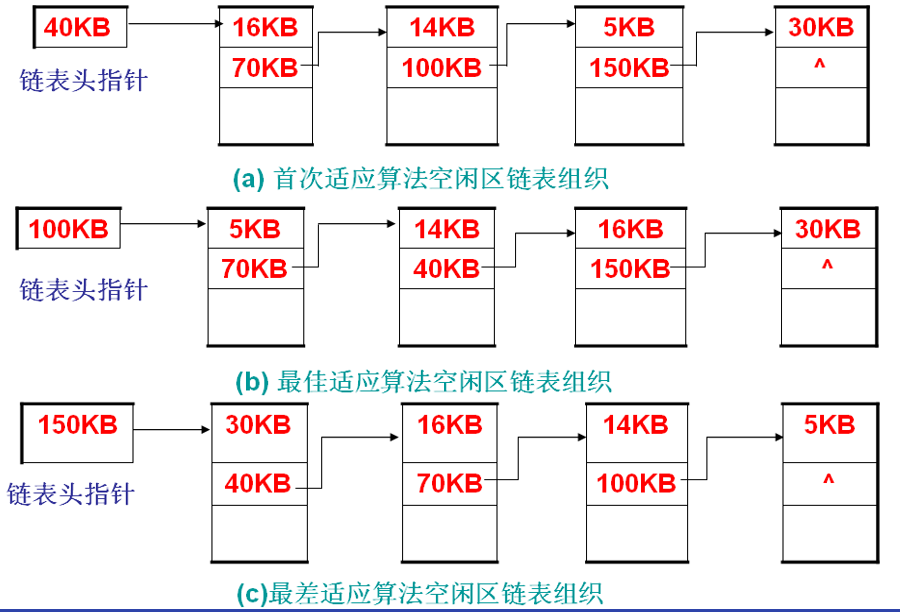 40KB 16KB 14KB 5KB 30KB
70KB 100KB 150KB ^
链表头指针
(a) 首次适应算法空闲区链表组织
100KB 5KB 14KB 16KB 30KB
70KB 40KB 150KB ^
链表头指针
(b) 最佳适应算法空闲区链表组织
150KB 30KB 16KB 14KB 5KB
40KB 70KB 100KB ^
链表头指针
(c)最差适应算法空闲区链表组织